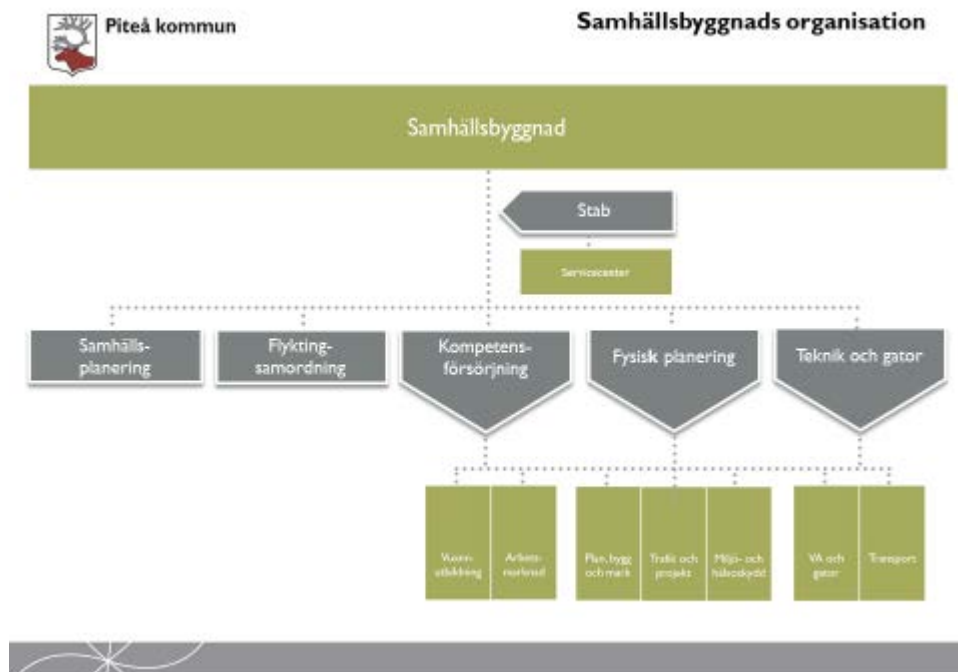 Piteå kommun
Samhällsbyggnads organisation
Samhällsbyggnad
Stab
Servicecenter
Samhälls-
planering
Flykting-
samordning
Kompetens-
försörjning
Fysisk planering
Teknik och gator
Vuxen-
utbildning
Arbets-
marknad
Plan, bygg
och mark
Trafik och
projekt
Miljö- och
hälsoskydd
VA och
gator
Transport